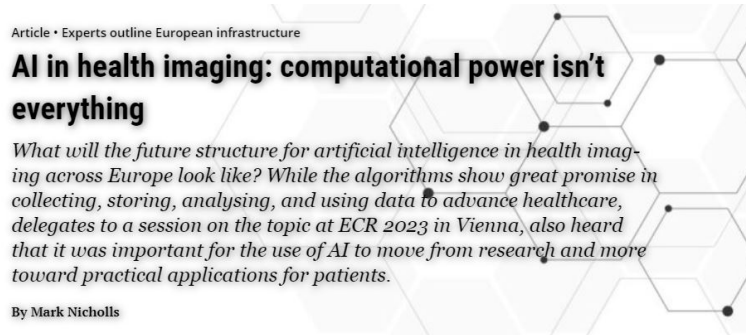 Article • Experts outline European infrastructure
AI in health imaging: computational power isn’t
everything
What will the future structure for artificial intelligence in health imag-
ing across Europe look like? While the algorithms show great promise in
collecting, storing, analysing, and using data to advance healthcare,
delegates to a session on the topic at ECR 2023 in Vienna, also heard
that it was important for the use of AI to move from research and more
toward practical applications for patients.
By Mark Nicholls